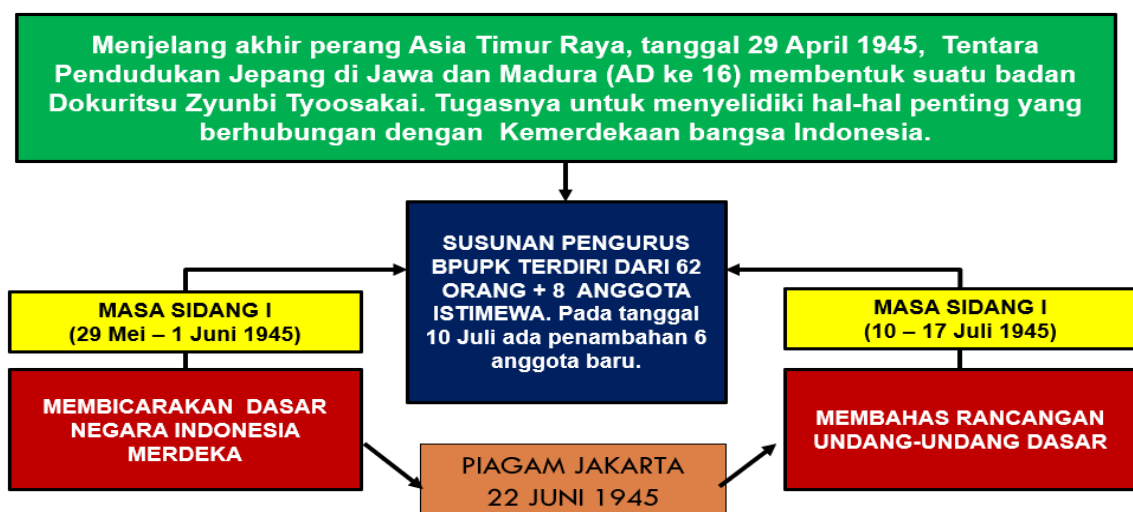 Menjelang akhir perang Asia Timur Raya, tanggal 29 April 1945, Tentara
Pendudukan Jepang di Jawa dan Madura (AD ke 16) membentuk suatu badan
Dokuritsu Zyunbi Tyoosakai. Tugasnya untuk menyelidiki hal-hal penting yang
berhubungan dengan Kemerdekaan bangsa Indonesia.
SUSUNAN PENGURUS
BPUPK TERDIRI DARI 62
ORANG + 8 ANGGOTA
ISTIMEWA. Pada tanggal
10 Juli ada penambahan 6
anggota baru.
MASA SIDANG I
(29 Mei – 1 Juni 1945)
MASA SIDANG I
(10 – 17 Juli 1945)
MEMBICARAKAN DASAR
NEGARA INDONESIA
MERDEKA
MEMBAHAS RANCANGAN
UNDANG-UNDANG DASAR
PIAGAM JAKARTA
22 JUNI 1945